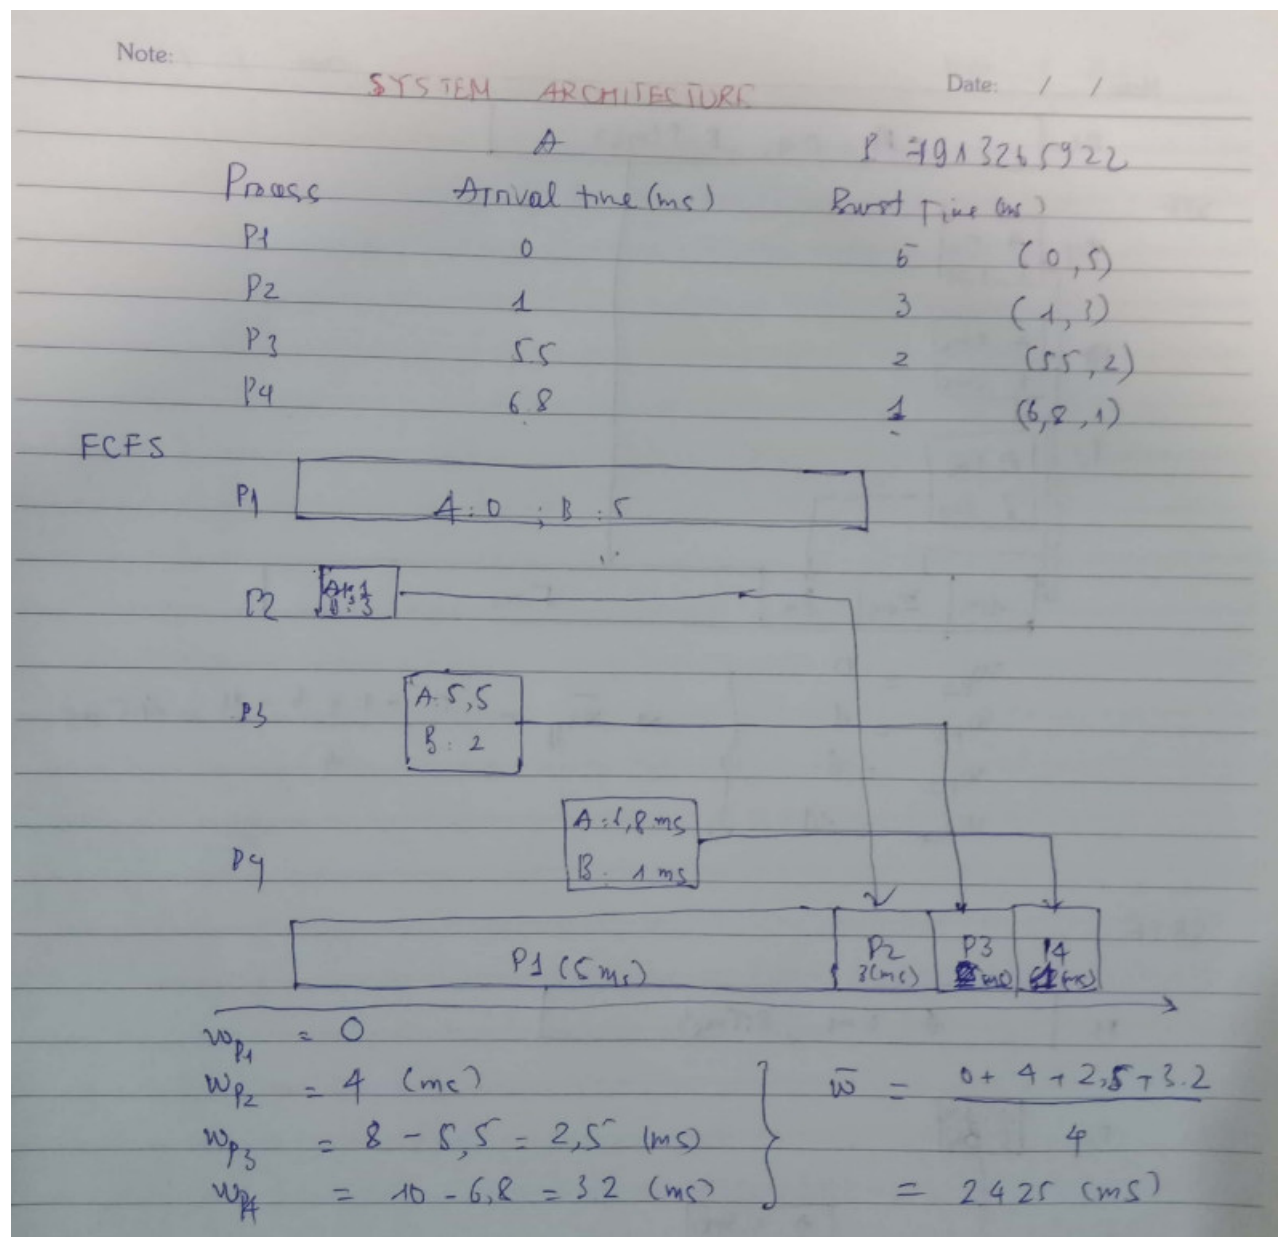 Note:
SYSTEM ARCHITECTURE Date: / /
A
Process Arrival time (ms) Burst Time (ms)
P1 0 5 (0,5)
P2 1 3 (1,3)
P3 5.5 2 (5.5,2)
P4 6.8 1 (6,8,1)
FCFS
P1 A:0 ; B:5
P2 A:1
B:3
P3 A:5,5
B:2
P4 A:6,8 ms
B: 1 ms
P1 (5ms) P2 P3 P4
3(ms)
wP1 = 0
wP2 = 4 (ms) w̄ = 0 + 4 + 2,5 + 3.2
wP3 = 8 - 5,5 = 2,5 (ms) 4
wP4 = 10 - 6,8 = 3.2 (ms) = 2.425 (ms)